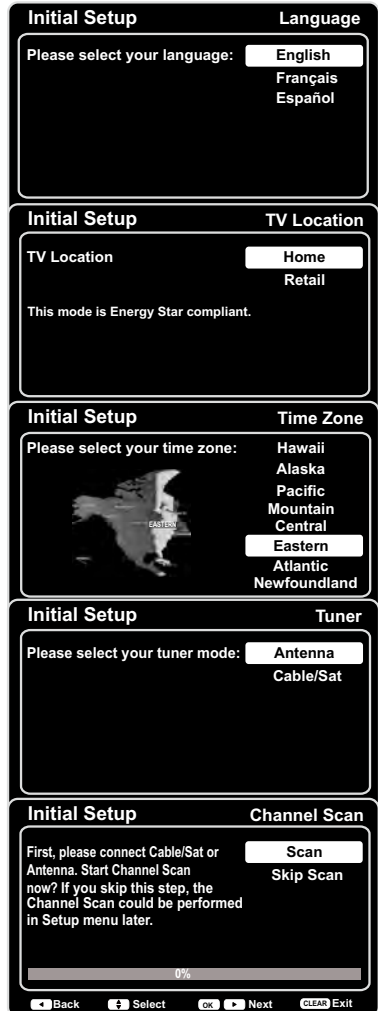 Initial Setup Language
Please select your language: English
Français
Español
Initial Setup TV Location
TV Location Home
Retail
This mode is Energy Star compliant.
Initial Setup Time Zone
Please select your time zone: Hawaii
Alaska
Pacific
Mountain
Central
EASTERN
Eastern
Atlantic
Newfoundland
Initial Setup Tuner
Please select your tuner mode: Antenna
Cable/Sat
Initial Setup Channel Scan
First, please connect Cable/Sat or
Antenna. Start Channel Scan
now? If you skip this step, the
Channel Scan could be performed
in Setup menu later.
Scan
Skip Scan
0%
Back Select OK Next CLEAR Exit